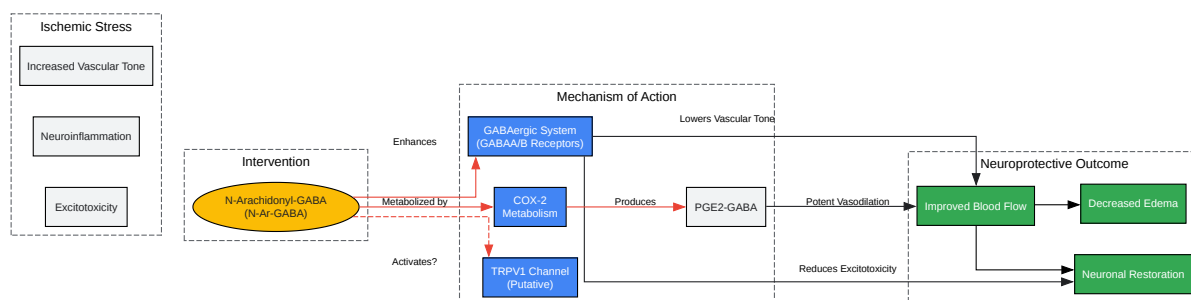 Ischemic Stress
Increased Vascular Tone
Neuroinflammation
Excitotoxicity
Intervention
N-Arachidonyl-GABA
(N-Ar-GABA)
Enhances
Metabolized by
Activates?
Mechanism of Action
GABAergic System
(GABAA/B Receptors)
COX-2
Metabolism
TRPV1 Channel
(Putative)
Produces
PGE2-GABA
Lowers Vascular Tone
Potent Vasodilation
Reduces Excitotoxicity
Neuroprotective Outcome
Improved Blood Flow
Decreased Edema
Neuronal Restoration